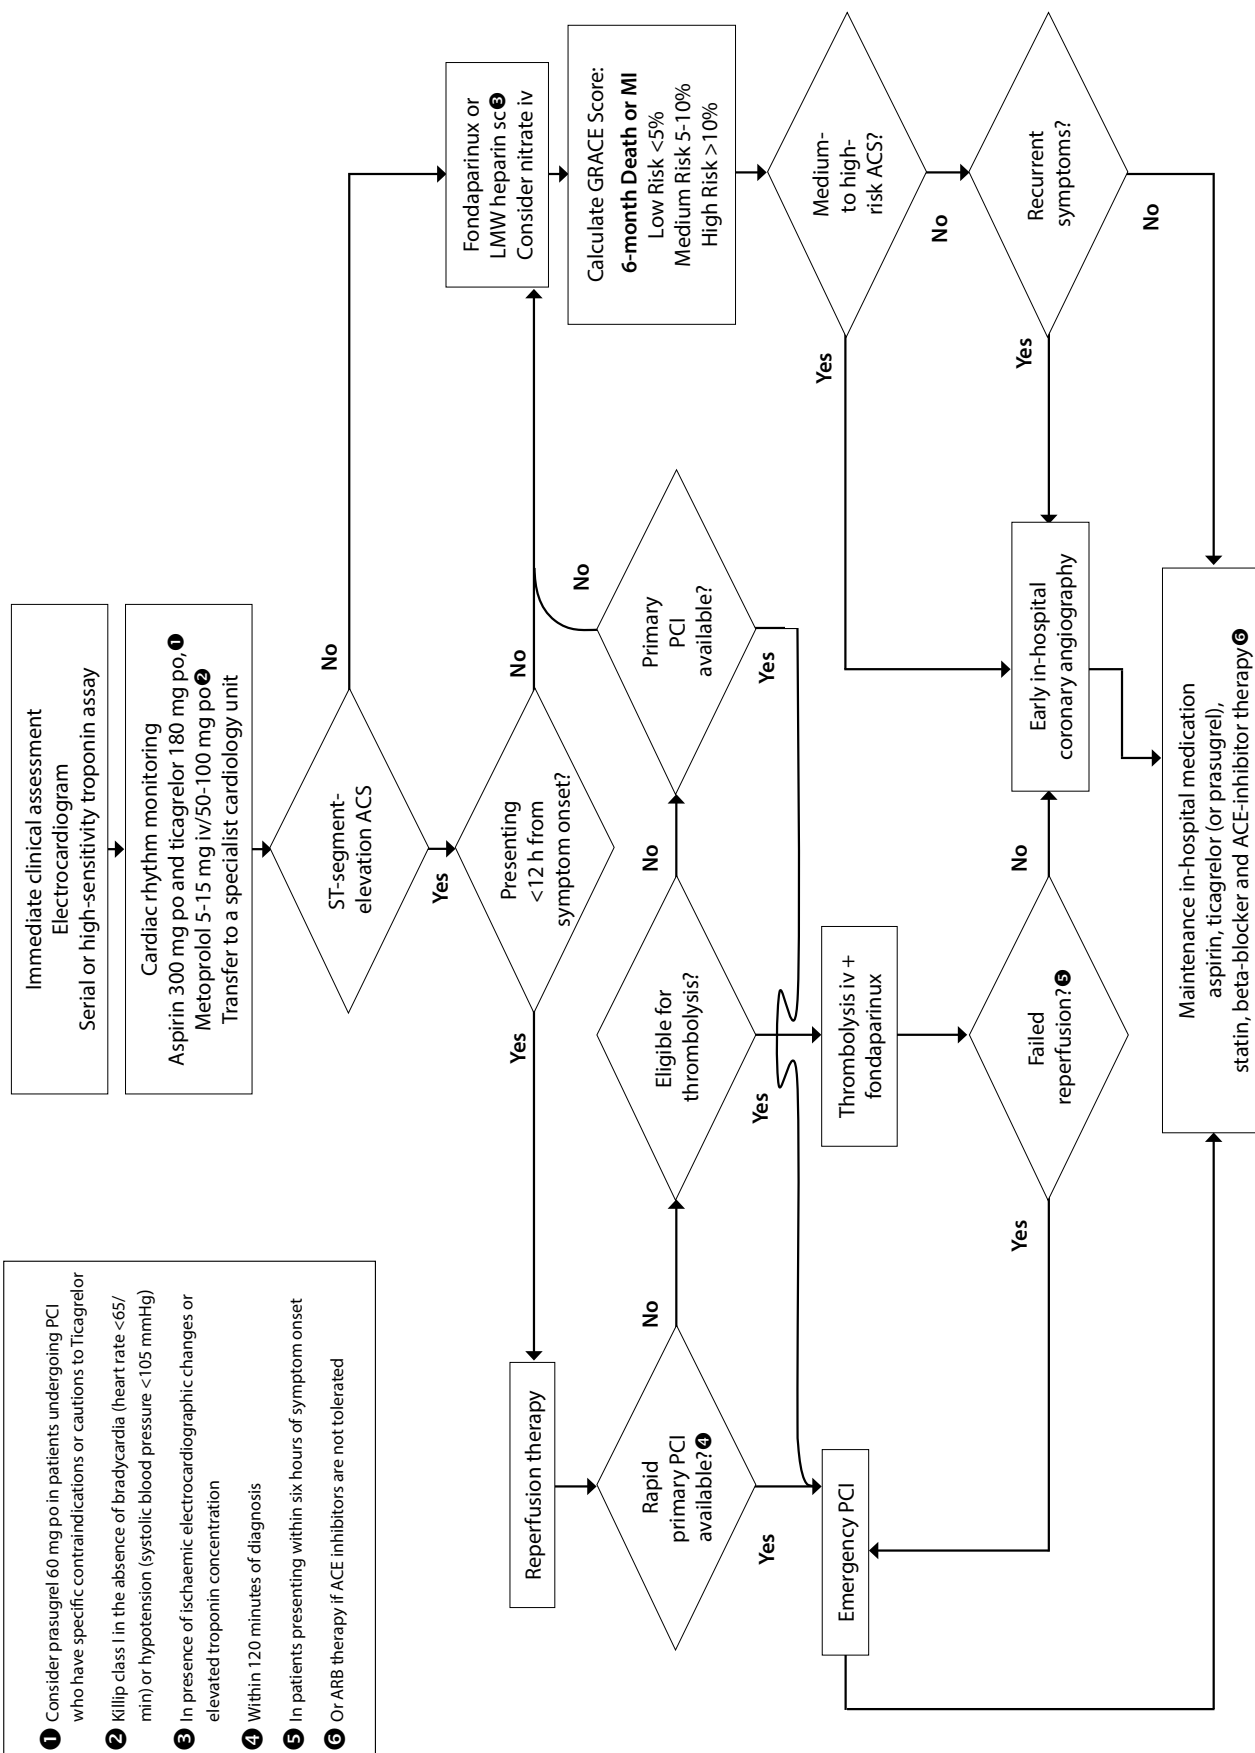 Immediate clinical assessment
Electrocardiogram
Serial or high-sensitivity troponin assay
Cardiac rhythm monitoring
Aspirin 300 mg po and ticagrelor 180 mg po,❶
Metoprolol 5-15 mg iv/50-100 mg po❷
Transfer to a specialist cardiology unit
ST-segment-
elevation ACS
No
Yes
Presenting
<12 h from
symptom onset?
No
Yes
Fondaparinux or
LMW heparin sc❸
Consider nitrate iv
Calculate GRACE Score:
6-month Death or MI
Low Risk <5%
Medium Risk 5-10%
High Risk >10%
Reperfusion therapy
Rapid
primary PCI
available?❹
No
Yes
Eligible for
thrombolysis?
No
Yes
Primary
PCI
available?
No
Yes
Medium-
to high-
risk ACS?
Yes
No
Emergency PCI
Thrombolysis iv +
fondaparinux
Failed
reperfusion?❺
Yes
No
Early in-hospital
coronary angiography
Recurrent
symptoms?
Yes
No
Maintenance in-hospital medication
aspirin, ticagrelor (or prasugrel),
statin, beta-blocker and ACE-inhibitor therapy❻
❶ Consider prasugrel 60 mg po in patients undergoing PCI
who have specific contraindications or cautions to Ticagrelor
❷ Killip class I in the absence of bradycardia (heart rate <65/
min) or hypotension (systolic blood pressure <105 mmHg)
❸ In presence of ischaemic electrocardiographic changes or
elevated troponin concentration
❹ Within 120 minutes of diagnosis
❺ In patients presenting within six hours of symptom onset
❻ Or ARB therapy if ACE inhibitors are not tolerated